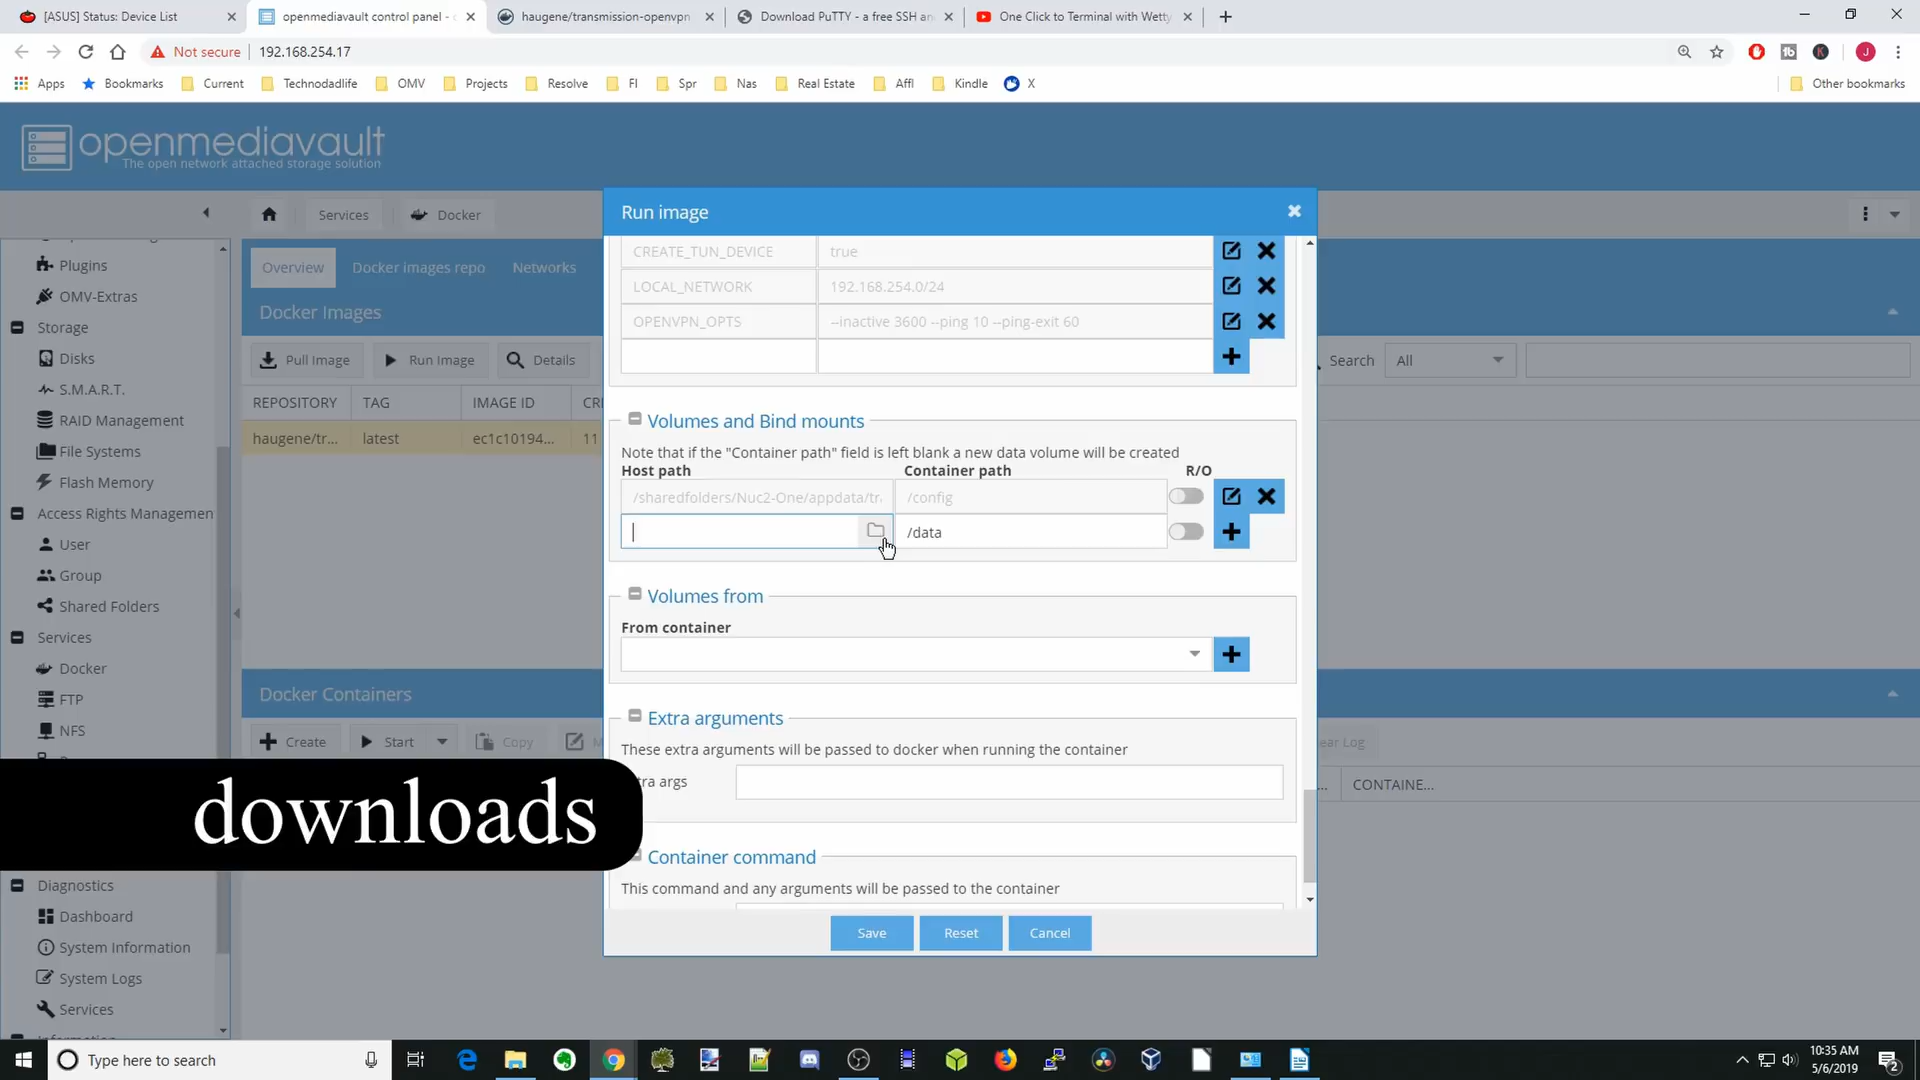 [ASUS] Status: Device List
openmediavault control panel -
haugene/transmission-openvpn
Download PuTTY - a free SSH an
One Click to Terminal with Wetty
Not secure
192.168.254.17
Apps
Bookmarks
Current
Technodadlife
OMV
Projects
Resolve
FI
Spr
Nas
Real Estate
Affl
Kindle
X
Other bookmarks
openmediavault
The open network attached storage solution
Services
Docker
Run image
Plugins
OMV-Extras
Storage
Disks
S.M.A.R.T.
RAID Management
File Systems
Flash Memory
Access Rights Managemen
User
Group
Shared Folders
Services
Docker
FTP
NFS
Diagnostics
Dashboard
System Information
System Logs
Services
Overview
Docker images repo
Networks
Docker Images
Pull Image
Run Image
Details
Search
All
REPOSITORY
TAG
IMAGE ID
CR
haugene/tr...
latest
ec1c10194...
11
Docker Containers
Create
Start
Copy
M
ear Log
CONTAINE...
CREATE_TUN_DEVICE
true
LOCAL_NETWORK
192.168.254.0/24
OPENVPN_OPTS
--inactive 3600 --ping 10 --ping-exit 60
Volumes and Bind mounts
Note that if the "Container path" field is left blank a new data volume will be created
Host path
Container path
R/O
/sharedfolders/Nuc2-One/appdata/tr
/config
/data
Volumes from
From container
Extra arguments
These extra arguments will be passed to docker when running the container
tra args
Container command
This command and any arguments will be passed to the container
Save
Reset
Cancel
downloads
Type here to search
10:35 AM
5/6/2019
2